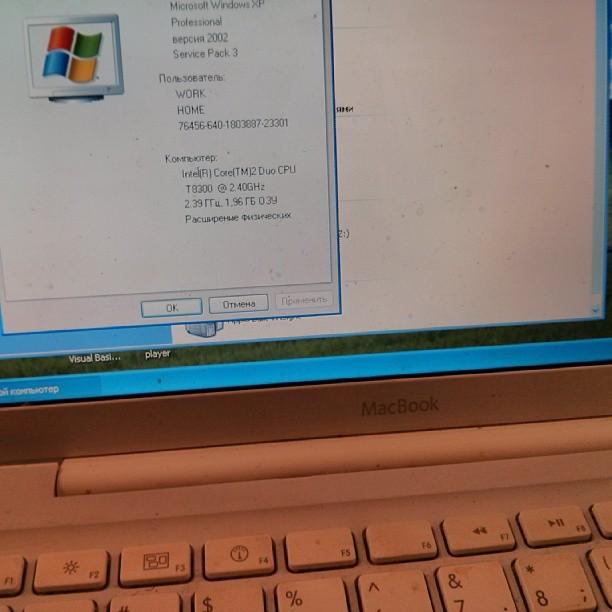 Microsoft Windows XP
Professional
версия 2002
Service Pack 3
Пользователь:
WORK
HOME
76456-640-1803887-23301
Компьютер:
Intel(R) Core(TM)2 Duo CPU
T8300 @ 2.40GHz
2.39 ГГц, 1,96 ГБ ОЗУ
Расширение физических
ями
Z:)
OK Отмена Применить
Visual Basi... player
ой компьютер
MacBook
F1 F2 F3 F4 F5 F6 F7 F8
# $ % ^ & 7 * 8 ; (